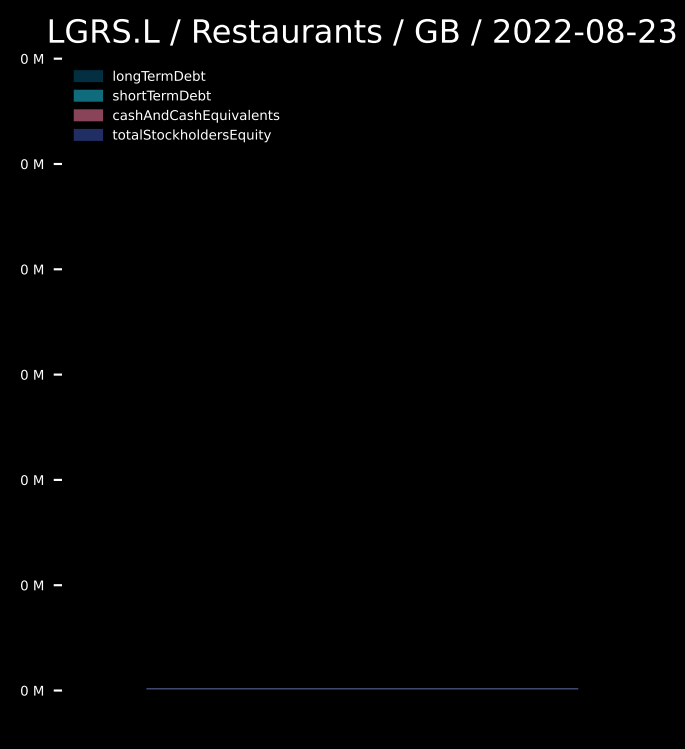 LGRS.L / Restaurants / GB / 2022-08-23
0 M
longTermDebt
shortTermDebt
cashAndCashEquivalents
totalStockholdersEquity
0 M
0 M
0 M
0 M
0 M
0 M